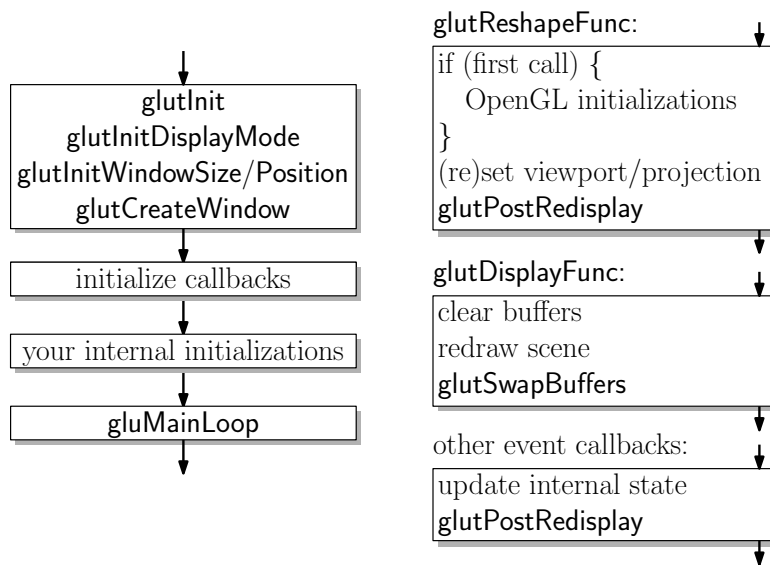 glutInit
glutInitDisplayMode
glutInitWindowSize/Position
glutCreateWindow
initialize callbacks
your internal initializations
gluMainLoop
glutReshapeFunc:
if (first call) {
OpenGL initializations
}
(re)set viewport/projection
glutPostRedisplay
glutDisplayFunc:
clear buffers
redraw scene
glutSwapBuffers
other event callbacks:
update internal state
glutPostRedisplay